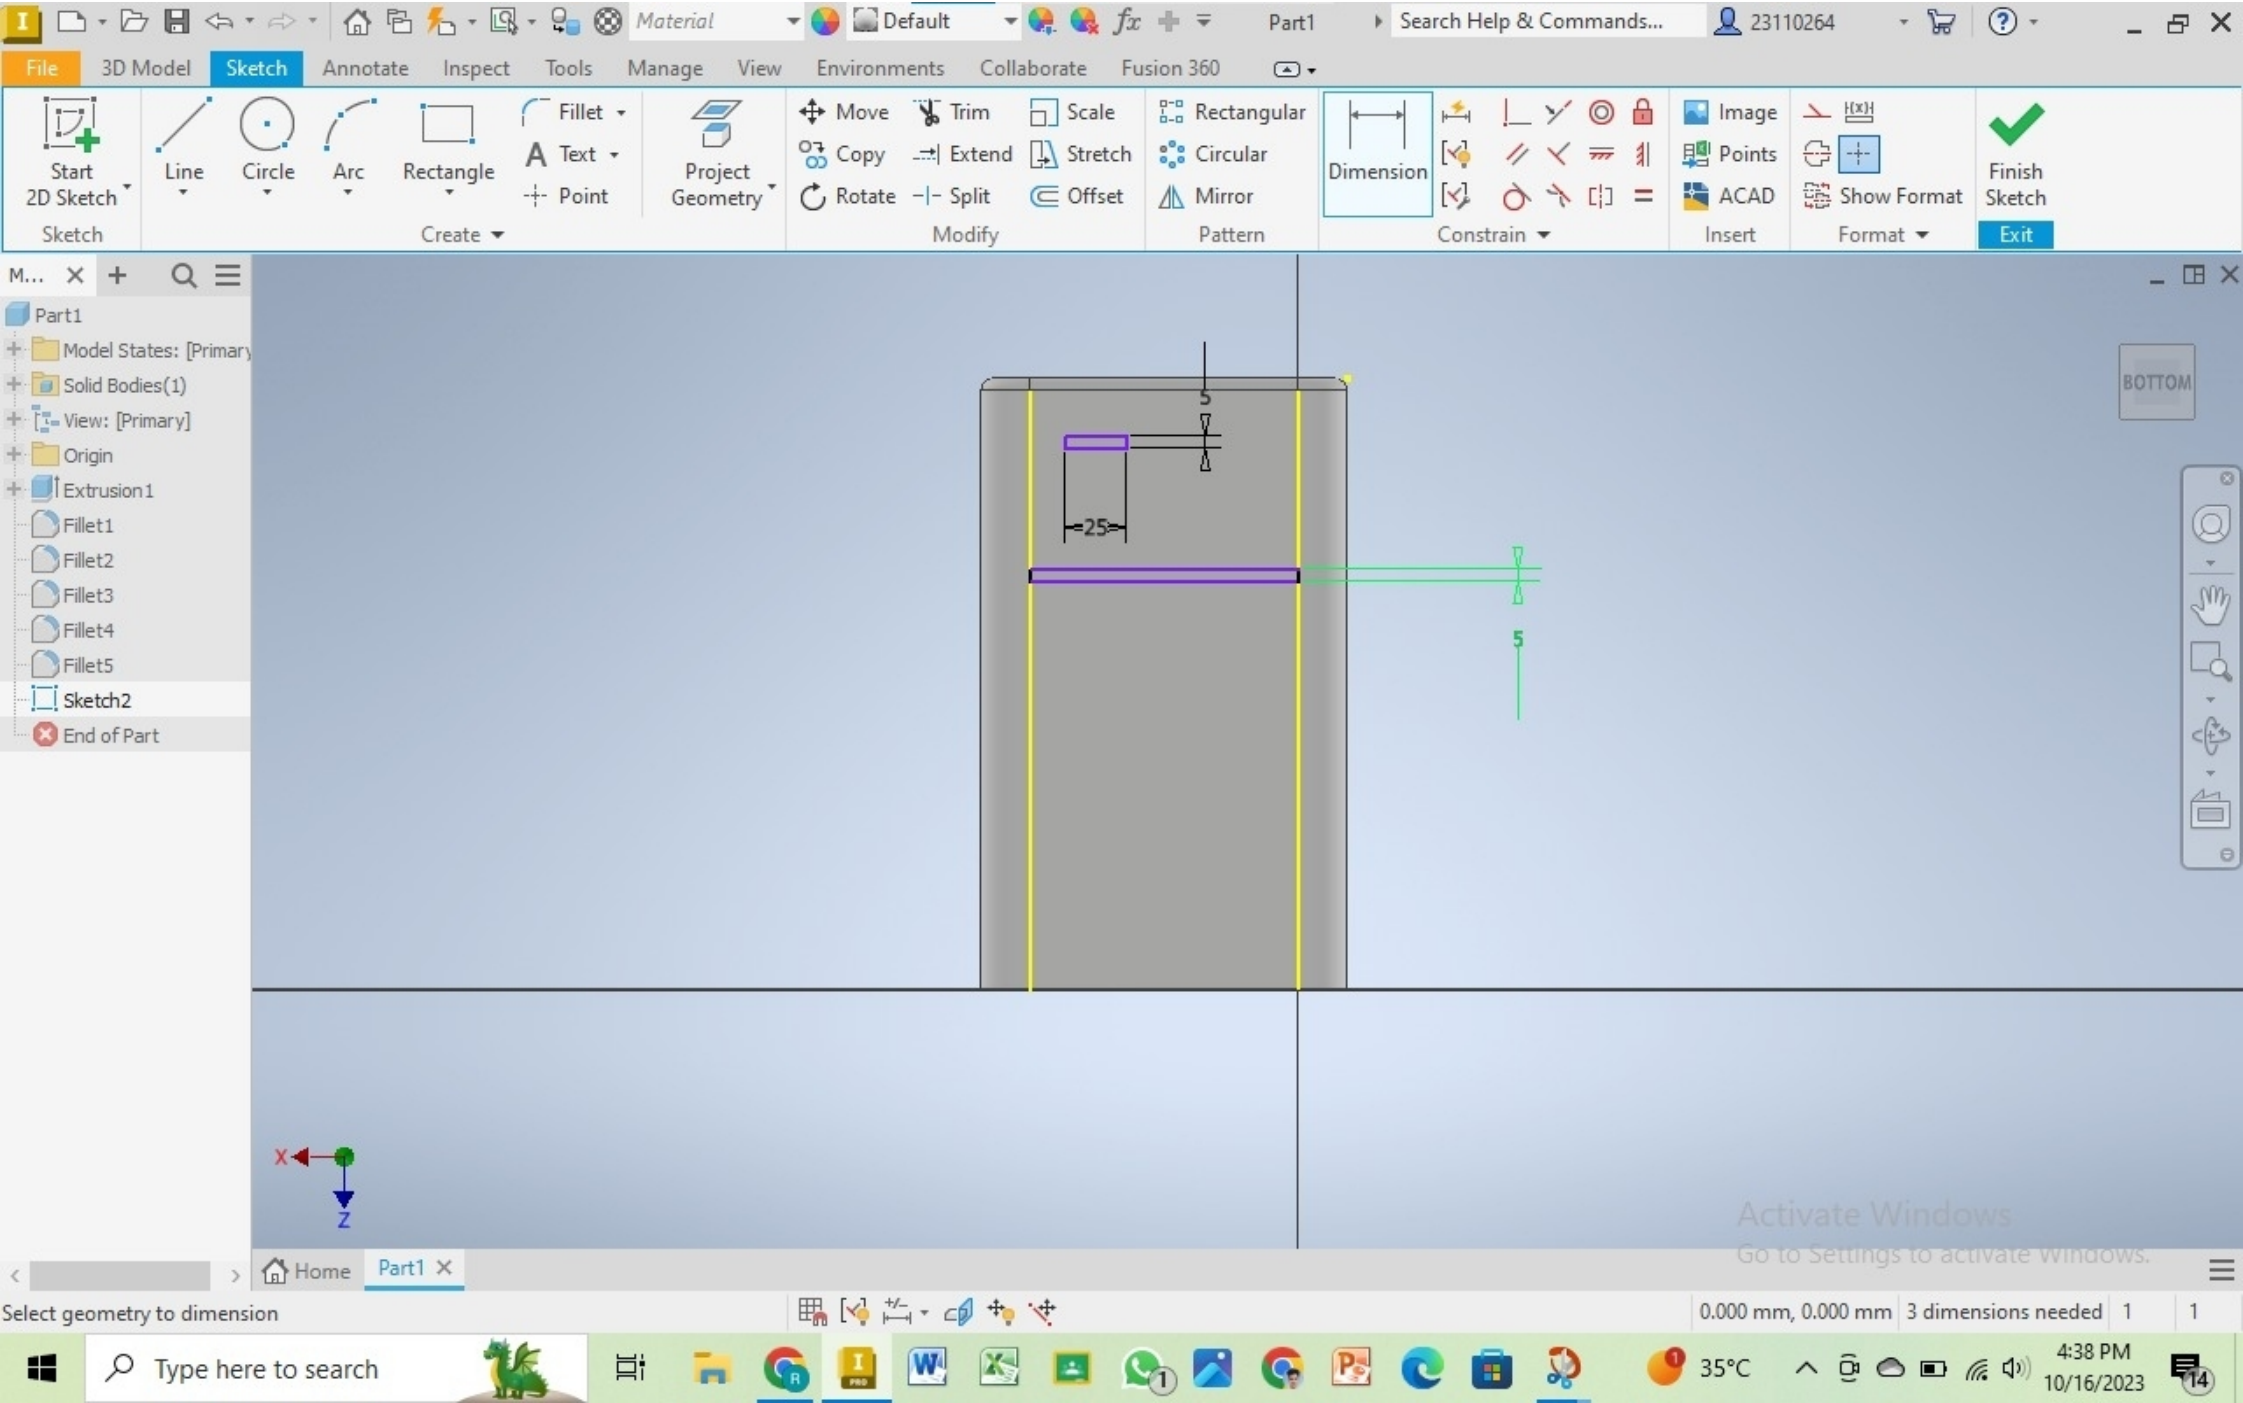 I Material Default fx Part1 Search Help & Commands... 23110264
File 3D Model Sketch Annotate Inspect Tools Manage View Environments Collaborate Fusion 360
Start 2D Sketch Line Circle Arc Rectangle Fillet Text Point Project Geometry Move Copy Rotate Trim Extend Split Scale Stretch Offset Rectangular Circular Mirror Dimension Image Points ACAD Show Format Finish Sketch
Sketch Create Modify Pattern Constrain Insert Format Exit
M...
Part1
Model States: [Primary
Solid Bodies(1)
View: [Primary]
Origin
Extrusion1
Fillet1
Fillet2
Fillet3
Fillet4
Fillet5
Sketch2
End of Part
BOTTOM
5
25
5
X
Z
Activate Windows
Go to Settings to activate Windows.
Home Part1
Select geometry to dimension 0.000 mm, 0.000 mm 3 dimensions needed 1 1
Type here to search 1 1 35°C 4:38 PM
10/16/2023 14